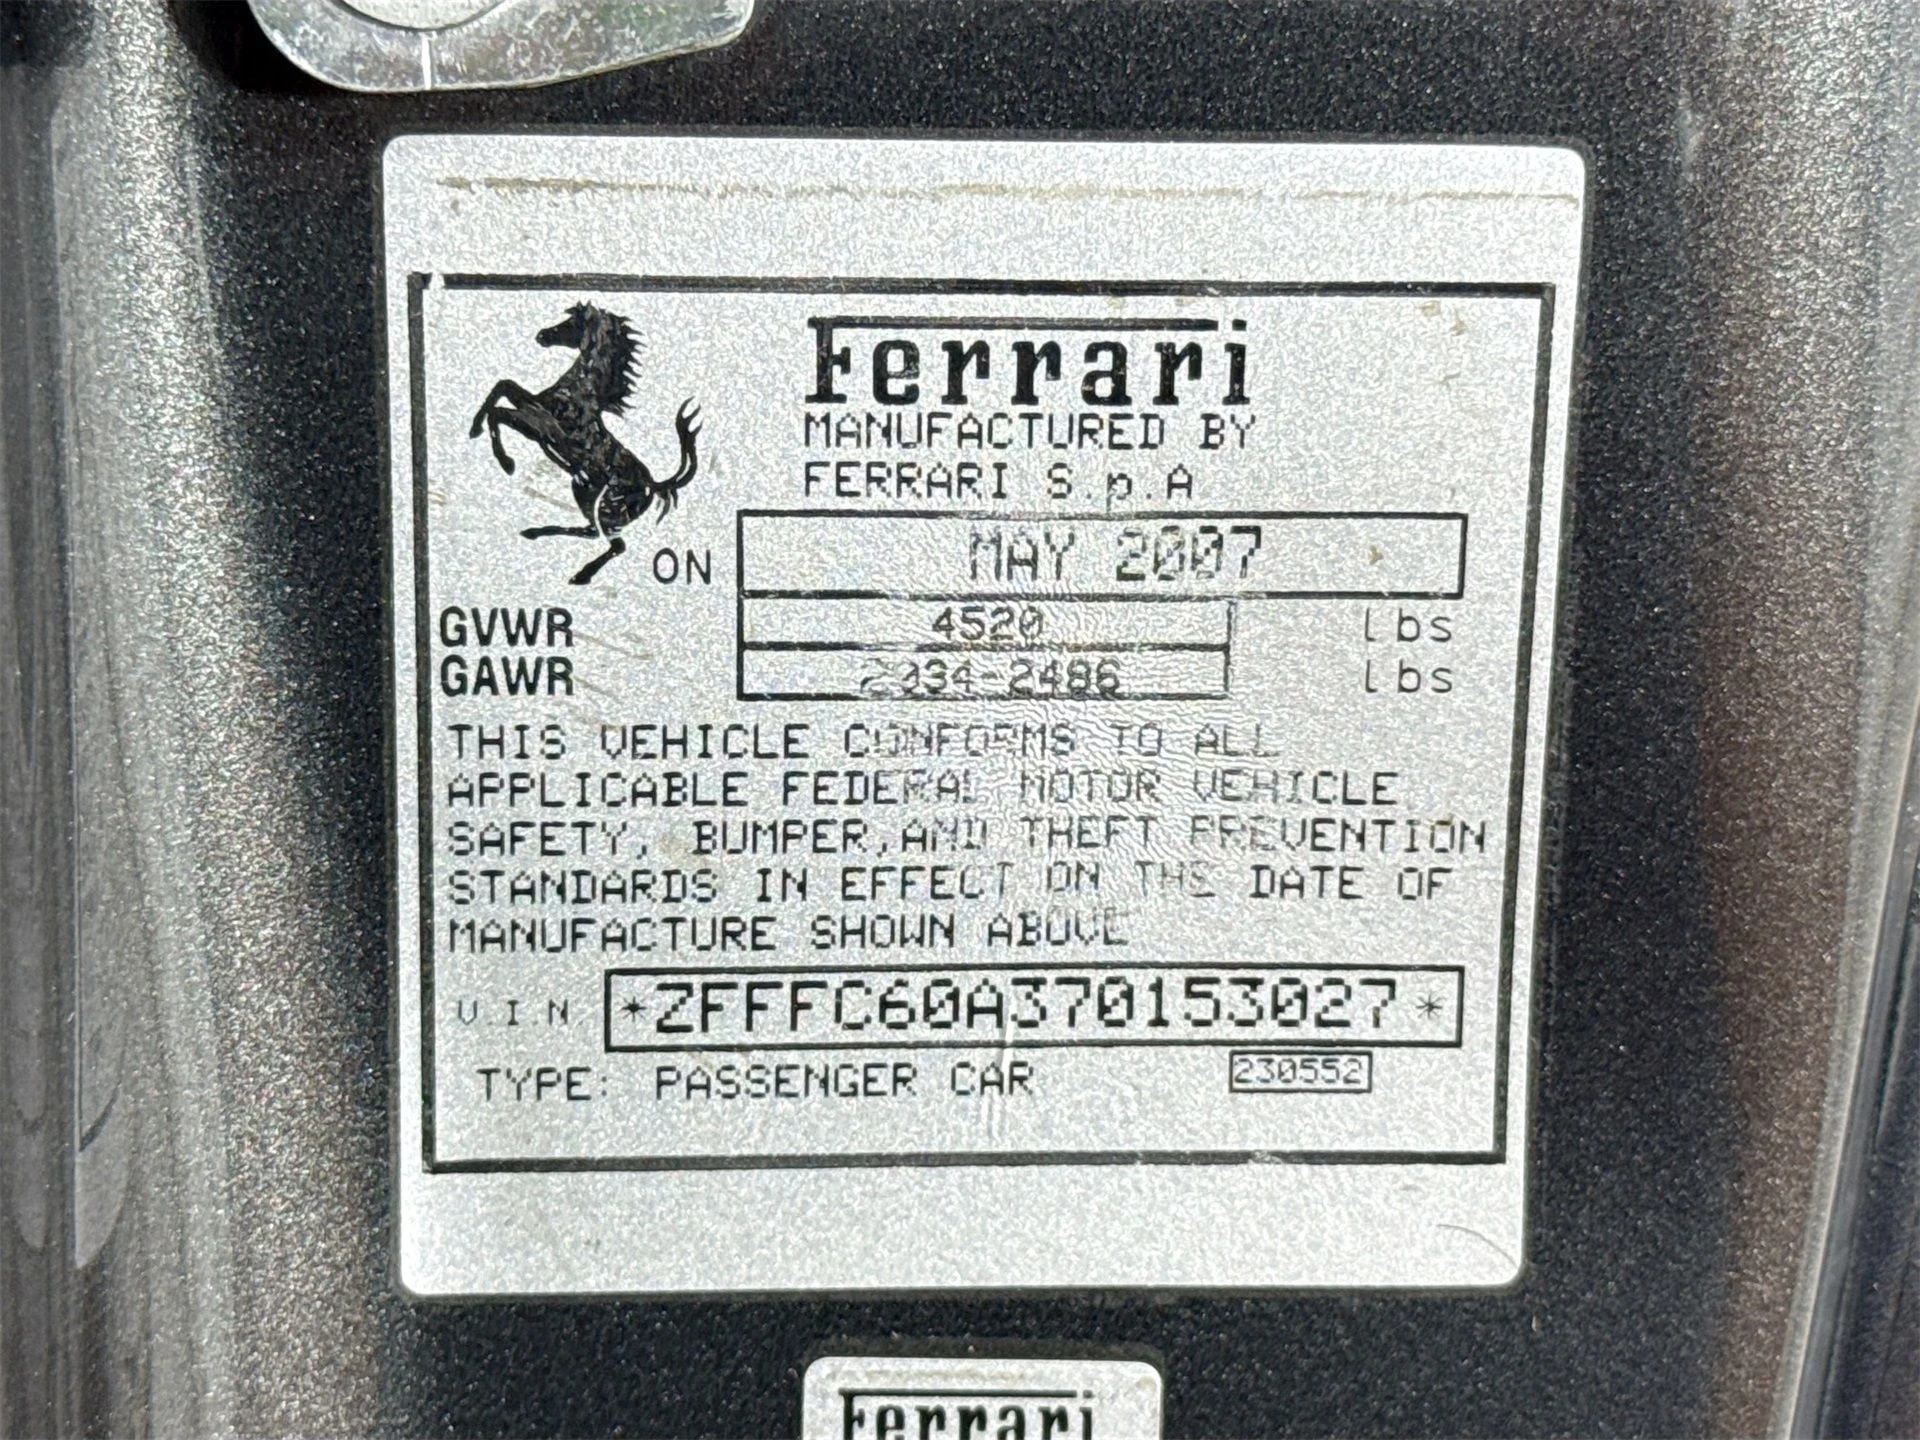 Ferrari
MANUFACTURED BY
FERRARI S.p.A
ON MAY 2007
GVWR 4520 lbs
GAWR 2034-2486 lbs
THIS VEHICLE CONFORMS TO ALL
APPLICABLE FEDERAL MOTOR VEHICLE
SAFETY, BUMPER,AND THEFT PREVENTION
STANDARDS IN EFFECT ON THE DATE OF
MANUFACTURE SHOWN ABOVE
V.I.N. *ZFFFC60A370153027*
TYPE: PASSENGER CAR 230552
Ferrari